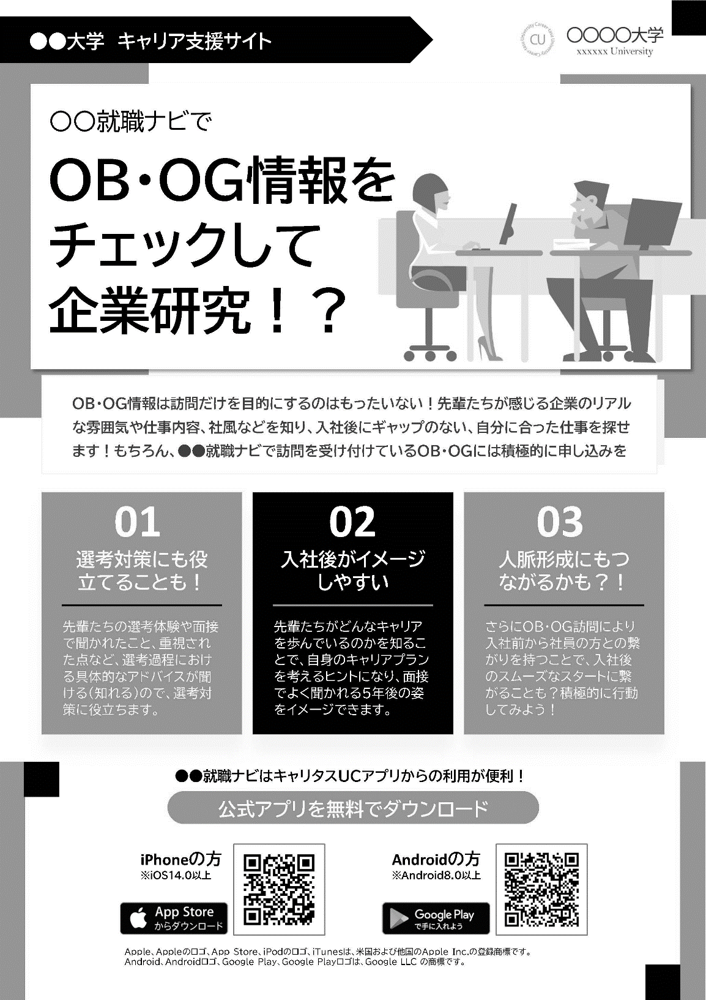 ●●大学 キャリア支援サイト
CU
〇〇〇〇大学
xxxxxx University
〇〇就職ナビで
OB・OG情報を
チェックして
企業研究！？
OB・OG情報は訪問だけを目的にするのはもったいない！先輩たちが感じる企業のリアル
な雰囲気や仕事内容、社風などを知り、入社後にギャップのない、自分に合った仕事を探せ
ます！もちろん、●●就職ナビで訪問を受け付けているOB・OGには積極的に申し込みを
01
選考対策にも役
立てることも！
先輩たちの選考体験や面接
で聞かれたこと、重視され
た点など、選考過程におけ
る具体的なアドバイスが聞
ける（知れる）ので、選考対
策に役立ちます。
02
入社後がイメージ
しやすい
先輩たちがどんなキャリア
を歩んでいるのかを知るこ
とで、自身のキャリアプラン
を考えるヒントになり、面接
でよく聞かれる5年後の姿
をイメージできます。
03
人脈形成にもつ
ながるかも？！
さらにOB・OG訪問により
入社前から社員の方との繋
がりを持つことで、入社後
のスムーズなスタートに繋
がることも？積極的に行動
してみよう！
●●就職ナビはキャリタスUCアプリからの利用が便利！
公式アプリを無料でダウンロード
iPhoneの方
※iOS14.0以上
App Store
からダウンロード
Androidの方
※Android8.0以上
Google Play
で手に入れよう
Apple、Appleのロゴ、App Store、iPodのロゴ、iTunesは、米国および他国のApple Inc.の登録商標です。
Android、Androidロゴ、Google Play、Google Playロゴは、Google LLC の商標です。